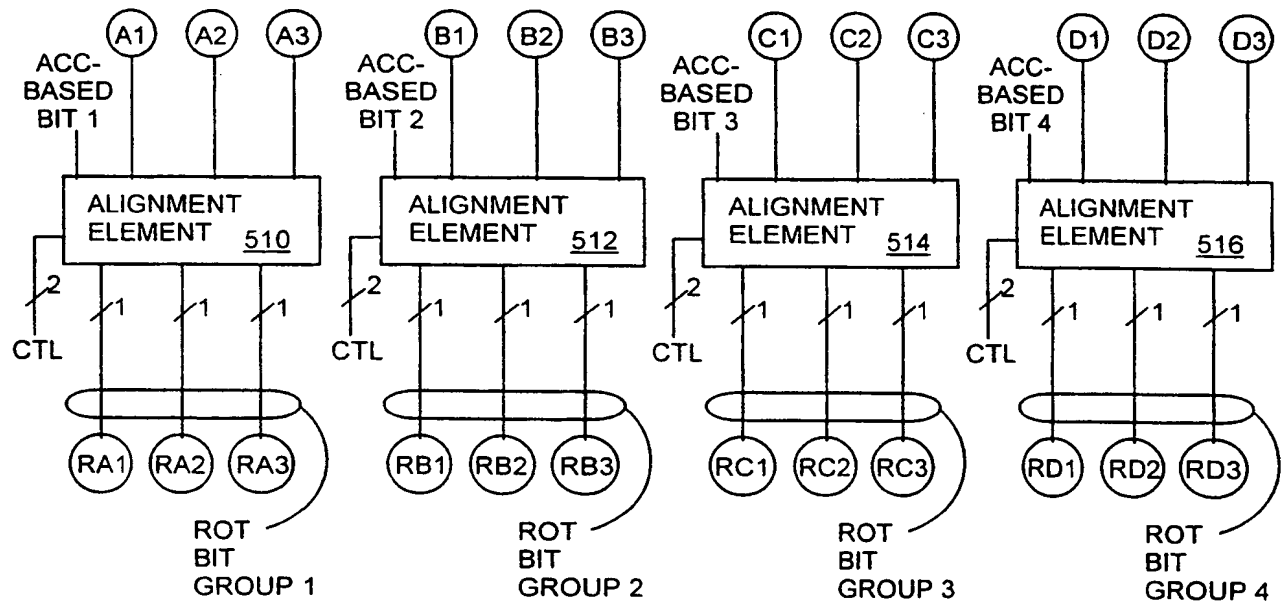 A1 A2 A3 B1 B2 B3 C1 C2 C3 D1 D2 D3
ACC-
BASED
BIT 1
ACC-
BASED
BIT 2
ACC-
BASED
BIT 3
ACC-
BASED
BIT 4
ALIGNMENT
ELEMENT 510
ALIGNMENT
ELEMENT 512
ALIGNMENT
ELEMENT 514
ALIGNMENT
ELEMENT 516
2 1 1 1 2 1 1 1 2 1 1 1 2 1 1 1
CTL CTL CTL CTL
RA1 RA2 RA3 RB1 RB2 RB3 RC1 RC2 RC3 RD1 RD2 RD3
ROT
BIT
GROUP 1
ROT
BIT
GROUP 2
ROT
BIT
GROUP 3
ROT
BIT
GROUP 4